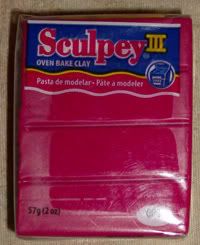 Sculpey III
OVEN BAKE CLAY
Pasta de modelar • Pâte à modeler
57g (2 oz)